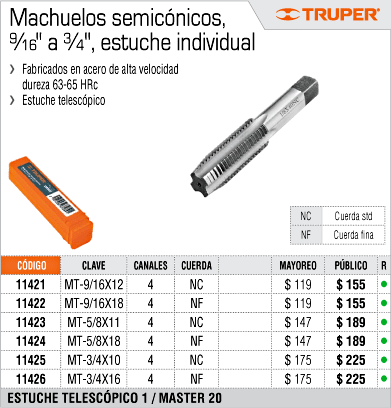 Machuelos semicónicos,
9/16" a 3/4", estuche individual
TRUPER®
❯ Fabricados en acero de alta velocidad
dureza 63-65 HRc
❯ Estuche telescópico
NC Cuerda std
NF Cuerda fina
CÓDIGO CLAVE CANALES CUERDA MAYOREO PÚBLICO R
11421 MT-9/16X12 4 NC $ 119 $ 155 ●
11422 MT-9/16X18 4 NF $ 119 $ 155 ●
11423 MT-5/8X11 4 NC $ 147 $ 189 ●
11424 MT-5/8X18 4 NF $ 147 $ 189 ●
11425 MT-3/4X10 4 NC $ 175 $ 225 ●
11426 MT-3/4X16 4 NF $ 175 $ 225 ●
ESTUCHE TELESCÓPICO 1 / MASTER 20